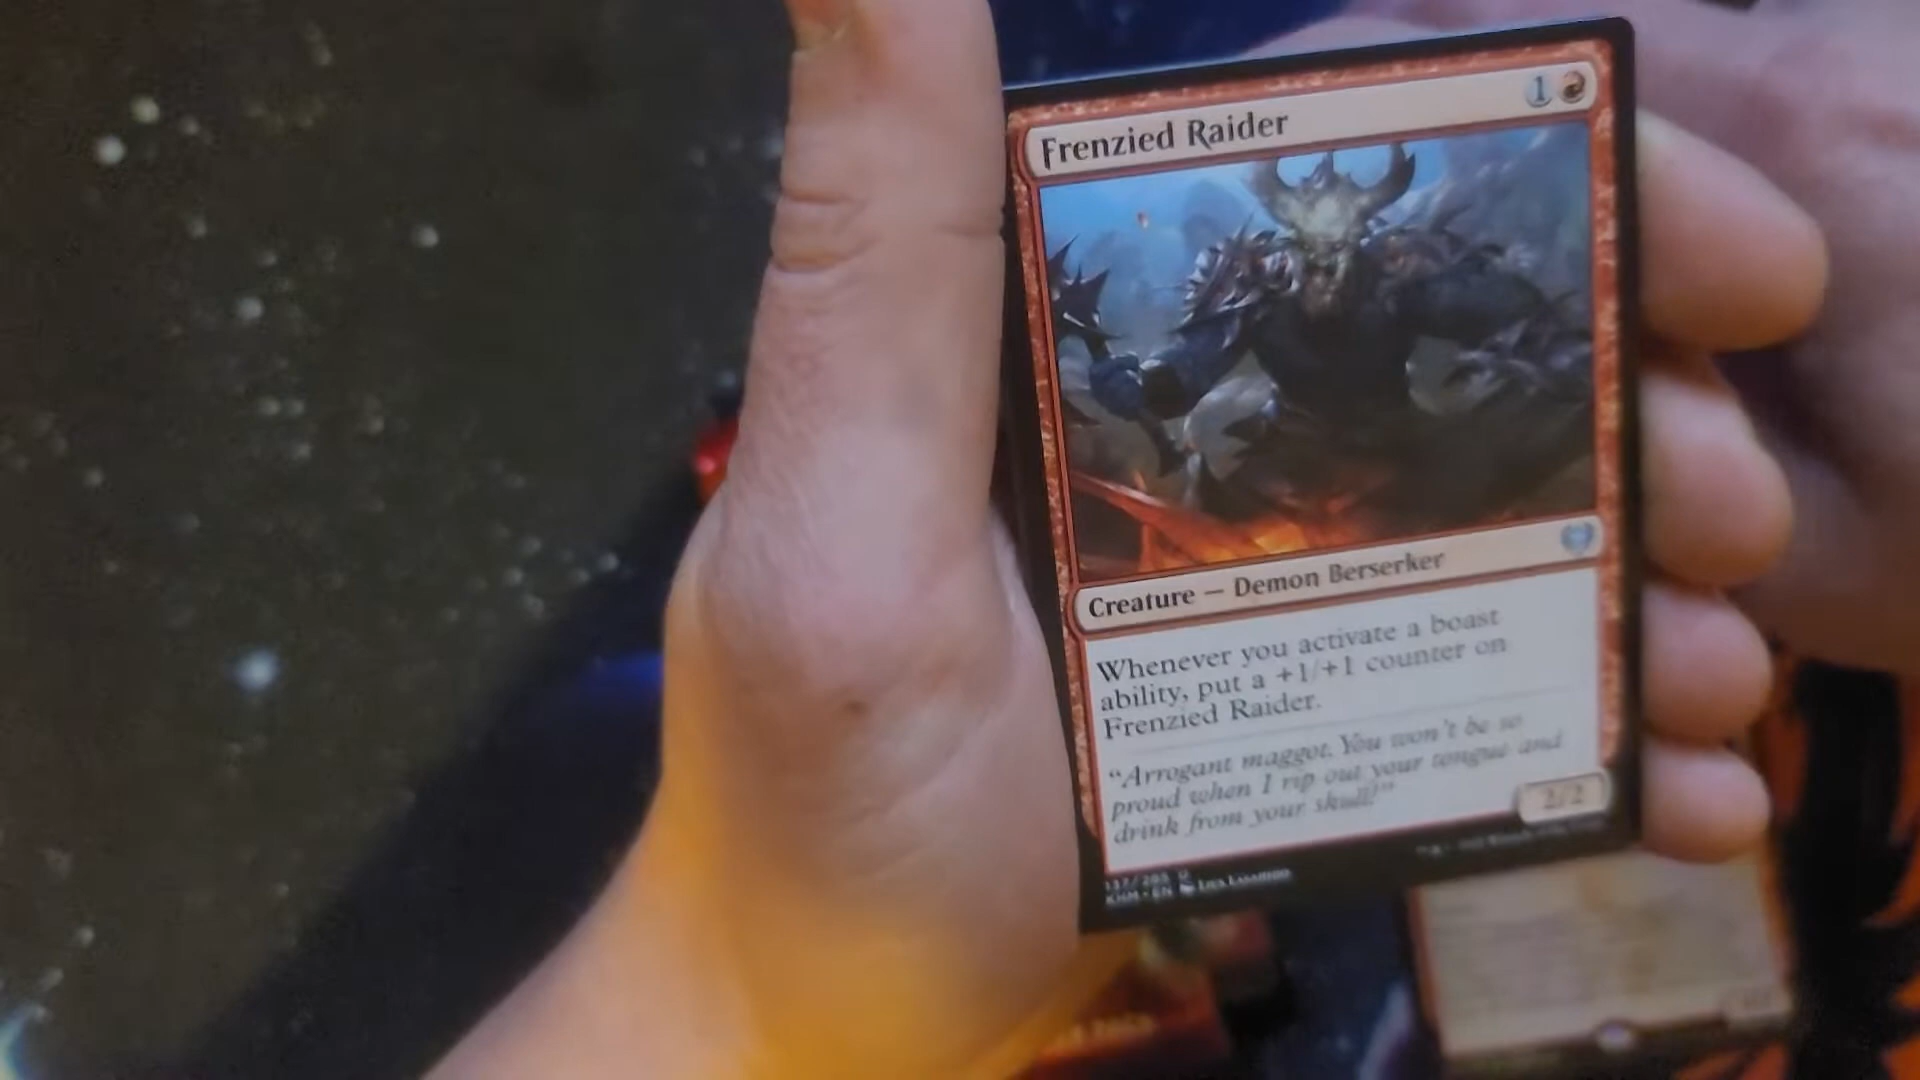 Frenzied Raider
1
Creature — Demon Berserker
Whenever you activate a boast
ability, put a +1/+1 counter on
Frenzied Raider.
“Arrogant maggot. You won't be so
proud when I rip out your tongue and
drink from your skull!”
2/2
137/285 U
KHM • EN